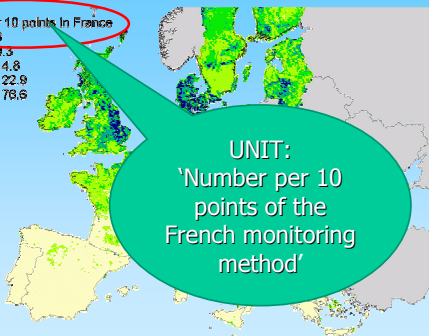 10 points In France
4.8
22.9
76.6
UNIT:
‘Number per 10
points of the
French monitoring
method’